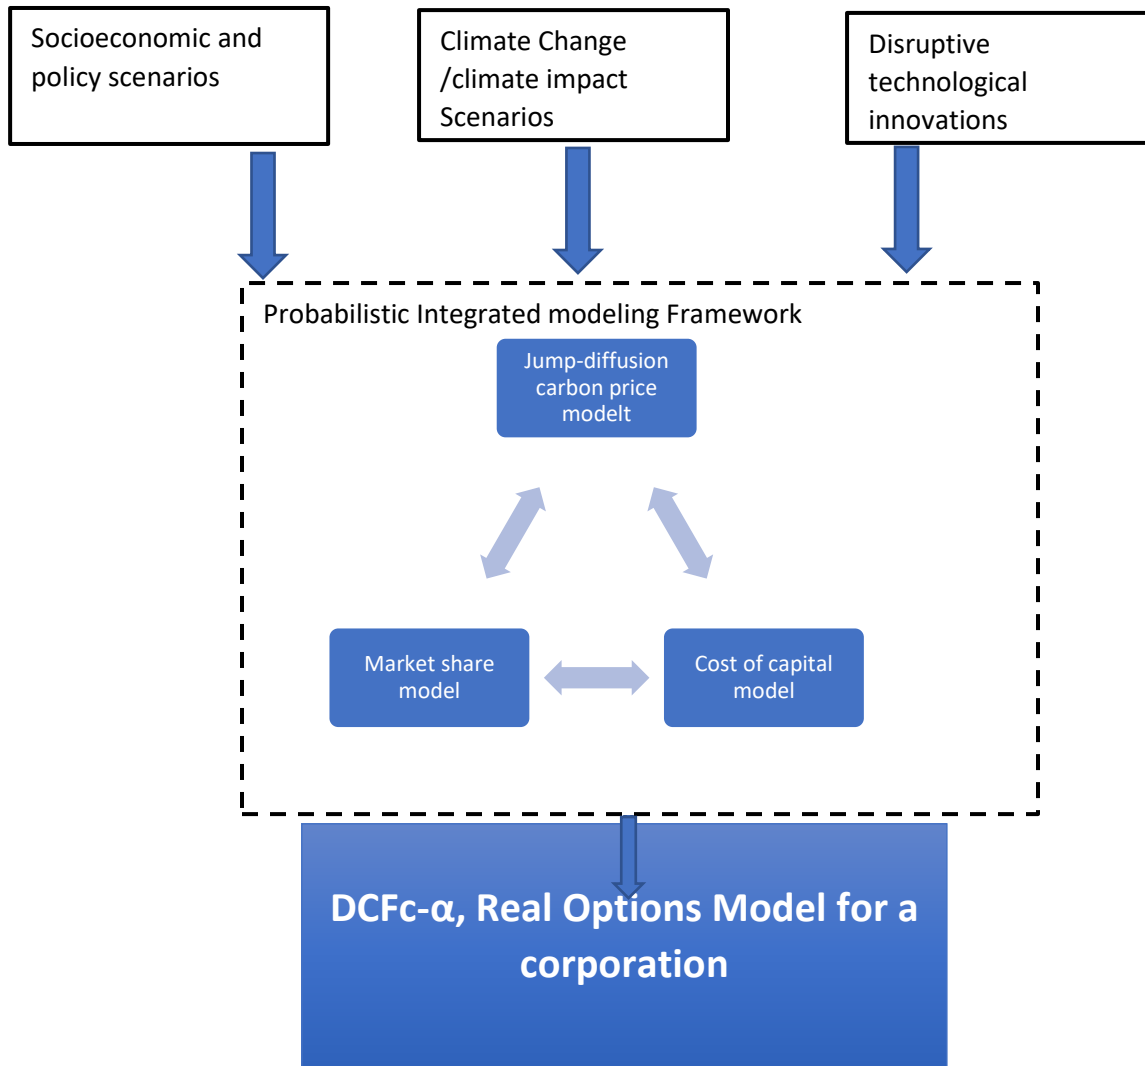 Socioeconomic and
policy scenarios
Climate Change
/climate impact
Scenarios
Disruptive
technological
innovations
Probabilistic Integrated modeling Framework
Jump-diffusion
carbon price
modelt
Market share
model
Cost of capital
model
DCFc-α, Real Options Model for a
corporation